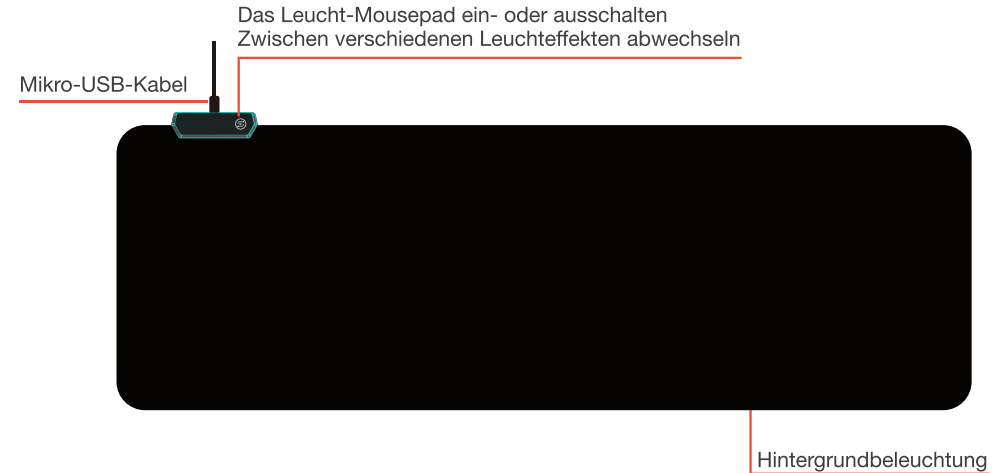 Das Leucht-Mousepad ein- oder ausschalten
Zwischen verschiedenen Leuchteffekten abwechseln
Mikro-USB-Kabel
Hintergrundbeleuchtung